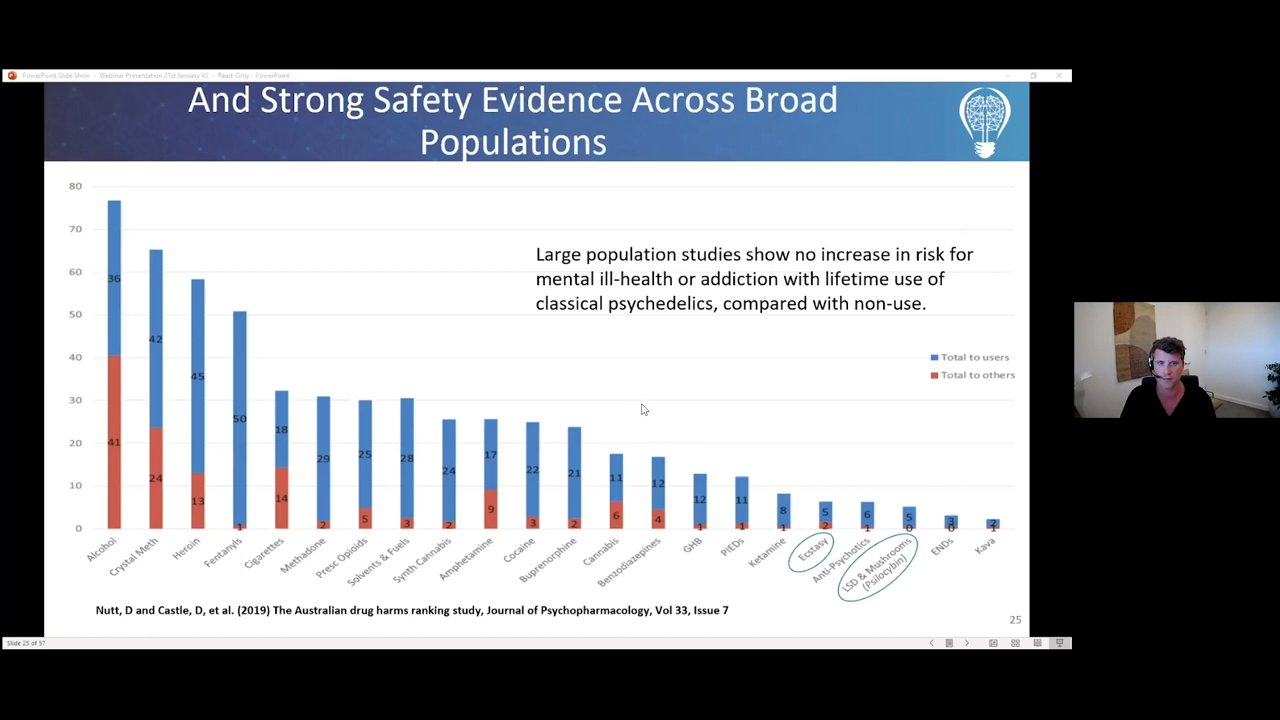 PowerPoint Slide Show - Webinar Presentation 21st January V2 - Read-Only - PowerPoint
And Strong Safety Evidence Across Broad
Populations
80
70
60
50
40
30
20
10
0
Large population studies show no increase in risk for
mental ill-health or addiction with lifetime use of
classical psychedelics, compared with non-use.
Total to users
Total to others
36
41
42
24
45
13
50
1
18
14
29
2
25
5
28
3
24
2
17
9
22
3
21
2
11
6
12
4
12
1
11
1
8
1
5
2
6
1
5
0
3
0
2
1
Alcohol
Crystal Meth
Heroin
Fentanyls
Cigarettes
Methadone
Presc Opioids
Solvents & Fuels
Synth Cannabis
Amphetamine
Cocaine
Buprenorphine
Cannabis
Benzodiazepines
GHB
PIEDs
Ketamine
Ecstasy
Anti-Psychotics
LSD & Mushrooms
(Psilocybin)
ENDs
Kava
Nutt, D and Castle, D, et al. (2019) The Australian drug harms ranking study, Journal of Psychopharmacology, Vol 33, Issue 7
25
Slide 25 of 57